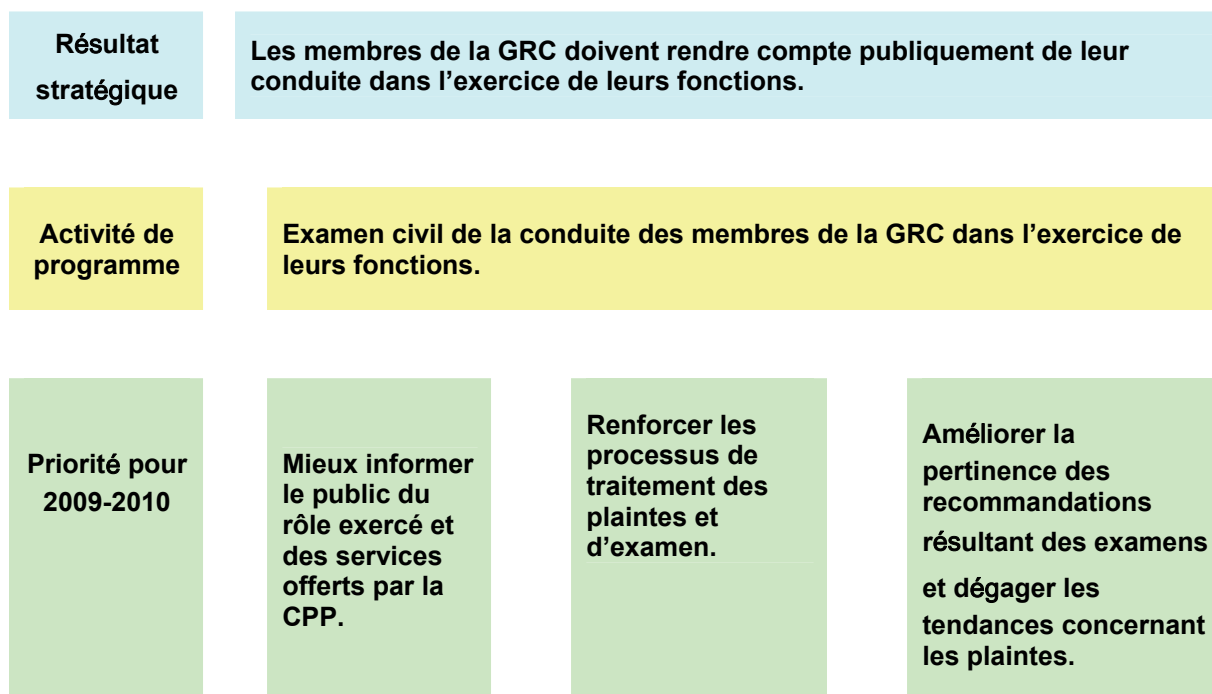 Résultat
stratégique
Les membres de la GRC doivent rendre compte publiquement de leur
conduite dans l’exercice de leurs fonctions.
Activité de
programme
Examen civil de la conduite des membres de la GRC dans l’exercice de
leurs fonctions.
Priorité pour
2009-2010
Mieux informer
le public du
rôle exercé et
des services
offerts par la
CPP.
Renforcer les
processus de
traitement des
plaintes et
d’examen.
Améliorer la
pertinence des
recommandations
résultant des examens
et dégager les
tendances concernant
les plaintes.